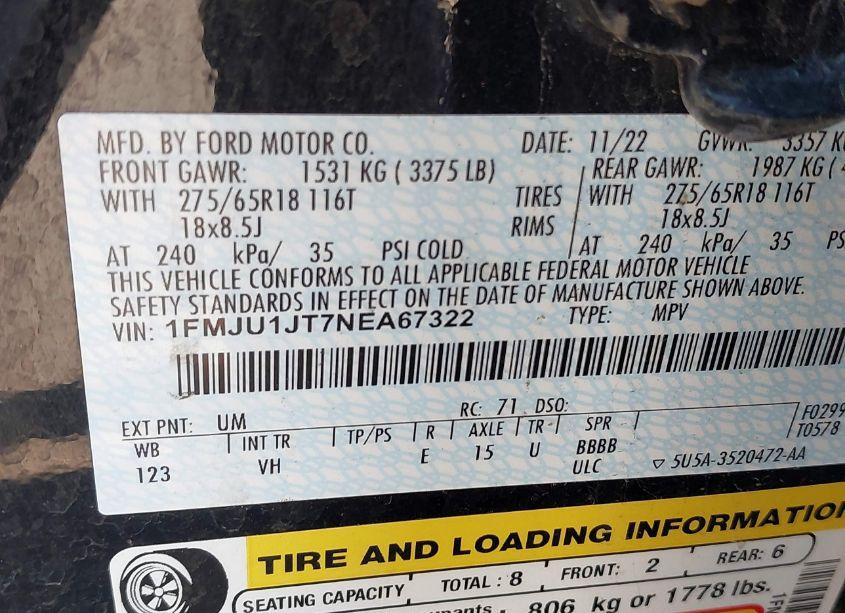 MFD. BY FORD MOTOR CO. DATE: 11/22 GVWR: 3357 K
FRONT GAWR: 1531 KG ( 3375 LB) REAR GAWR: 1987 KG (
WITH 275/65R18 116T TIRES WITH 275/65R18 116T
18x8.5J RIMS 18x8.5J
AT 240 kPa/ 35 PSI COLD AT 240 kPa/ 35 PS
THIS VEHICLE CONFORMS TO ALL APPLICABLE FEDERAL MOTOR VEHICLE
SAFETY STANDARDS IN EFFECT ON THE DATE OF MANUFACTURE SHOWN ABOVE.
VIN: 1FMJU1JT7NEA67322 TYPE: MPV
EXT PNT: UM RC: 71 DSO:
WB INT TR TP/PS R AXLE TR SPR F0299
123 VH E 15 U BBBB T0578
ULC 5U5A-3520472-AA
TIRE AND LOADING INFORMATION
SEATING CAPACITY TOTAL : 8 FRONT: 2 REAR: 6
806 kg or 1778 lbs.